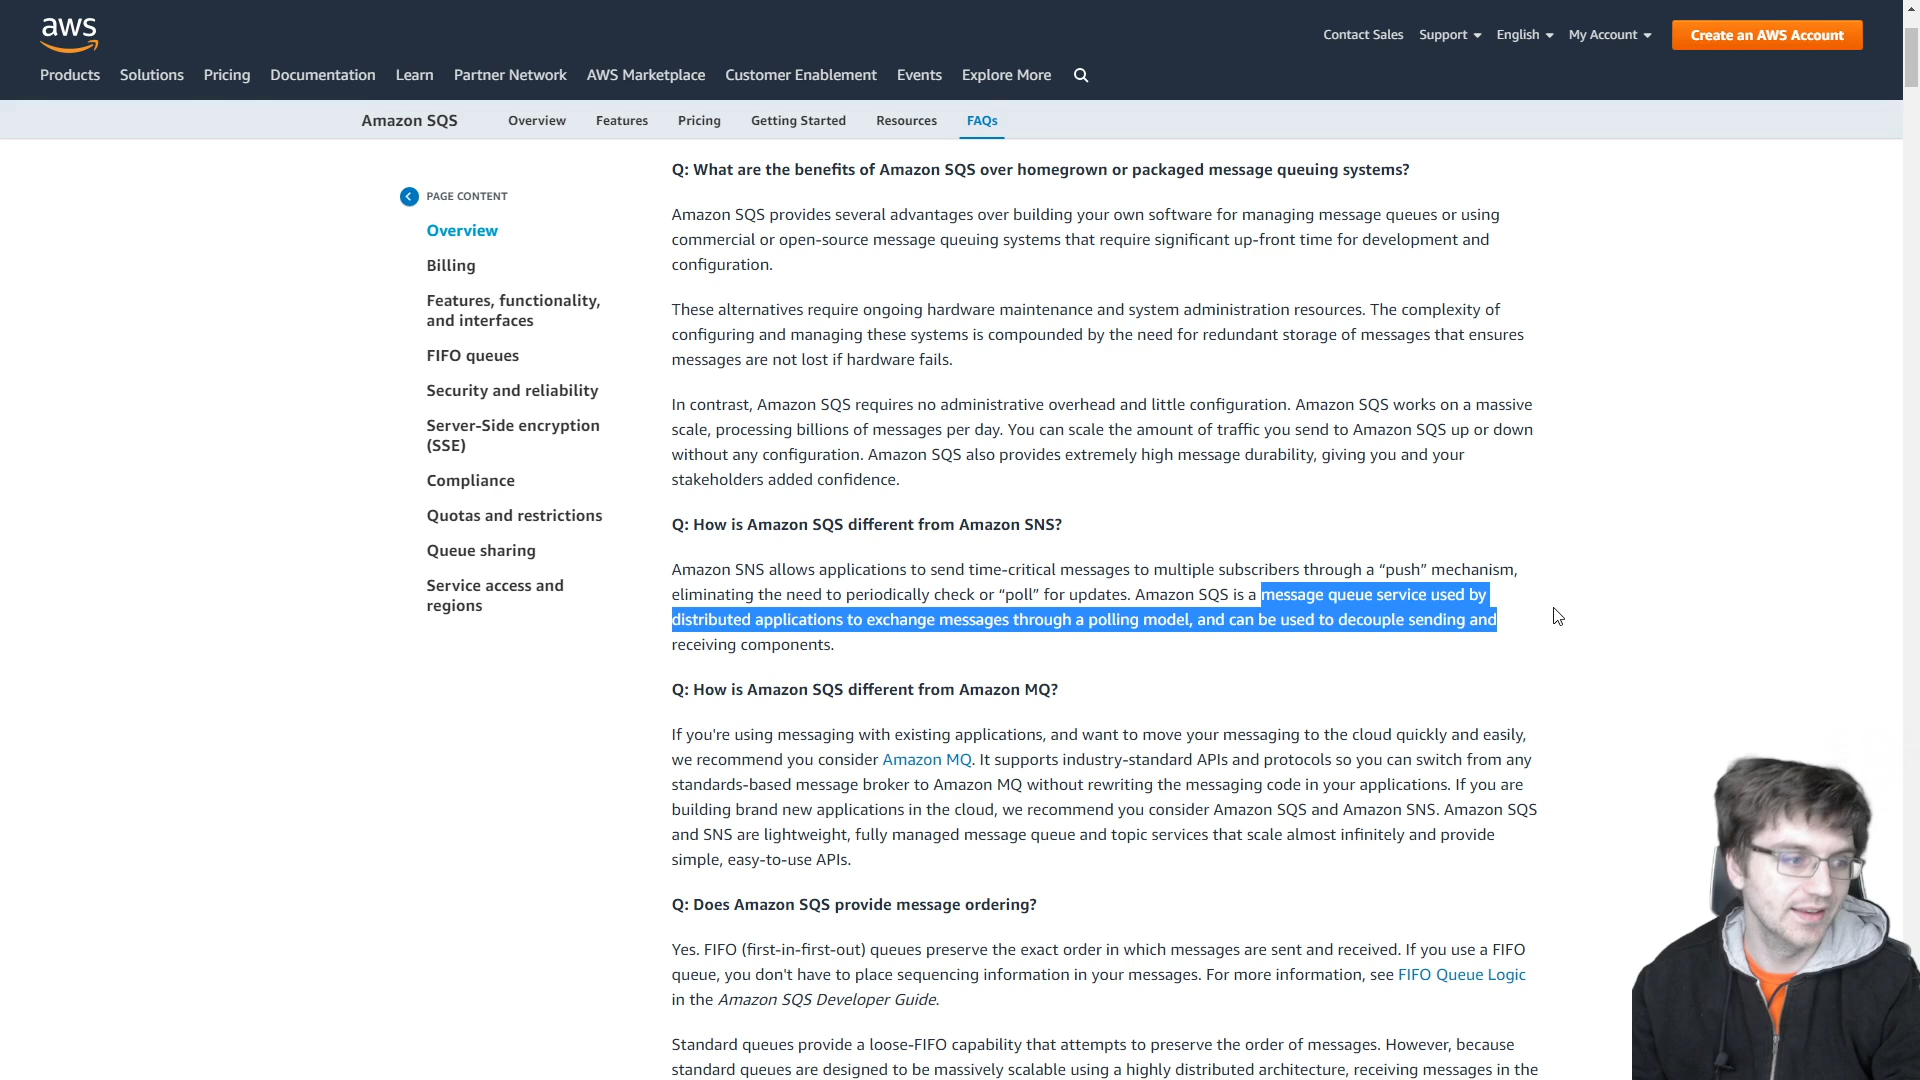 aws
Contact Sales Support English My Account Create an AWS Account
Products Solutions Pricing Documentation Learn Partner Network AWS Marketplace Customer Enablement Events Explore More
Amazon SQS Overview Features Pricing Getting Started Resources FAQs
PAGE CONTENT
Overview
Billing
Features, functionality,
and interfaces
FIFO queues
Security and reliability
Server-Side encryption
(SSE)
Compliance
Quotas and restrictions
Queue sharing
Service access and
regions
Q: What are the benefits of Amazon SQS over homegrown or packaged message queuing systems?
Amazon SQS provides several advantages over building your own software for managing message queues or using
commercial or open-source message queuing systems that require significant up-front time for development and
configuration.
These alternatives require ongoing hardware maintenance and system administration resources. The complexity of
configuring and managing these systems is compounded by the need for redundant storage of messages that ensures
messages are not lost if hardware fails.
In contrast, Amazon SQS requires no administrative overhead and little configuration. Amazon SQS works on a massive
scale, processing billions of messages per day. You can scale the amount of traffic you send to Amazon SQS up or down
without any configuration. Amazon SQS also provides extremely high message durability, giving you and your
stakeholders added confidence.
Q: How is Amazon SQS different from Amazon SNS?
Amazon SNS allows applications to send time-critical messages to multiple subscribers through a “push” mechanism,
eliminating the need to periodically check or “poll” for updates. Amazon SQS is a message queue service used by
distributed applications to exchange messages through a polling model, and can be used to decouple sending and
receiving components.
Q: How is Amazon SQS different from Amazon MQ?
If you're using messaging with existing applications, and want to move your messaging to the cloud quickly and easily,
we recommend you consider Amazon MQ. It supports industry-standard APIs and protocols so you can switch from any
standards-based message broker to Amazon MQ without rewriting the messaging code in your applications. If you are
building brand new applications in the cloud, we recommend you consider Amazon SQS and Amazon SNS. Amazon SQS
and SNS are lightweight, fully managed message queue and topic services that scale almost infinitely and provide
simple, easy-to-use APIs.
Q: Does Amazon SQS provide message ordering?
Yes. FIFO (first-in-first-out) queues preserve the exact order in which messages are sent and received. If you use a FIFO
queue, you don't have to place sequencing information in your messages. For more information, see FIFO Queue Logic
in the Amazon SQS Developer Guide.
Standard queues provide a loose-FIFO capability that attempts to preserve the order of messages. However, because
standard queues are designed to be massively scalable using a highly distributed architecture, receiving messages in the